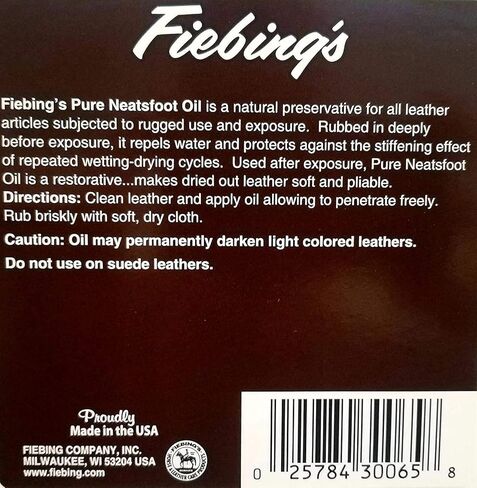 Fiebing's
Fiebing's Pure Neatsfoot Oil is a natural preservative for all leather
articles subjected to rugged use and exposure. Rubbed in deeply
before exposure, it repels water and protects against the stiffening effect
of repeated wetting-drying cycles. Used after exposure, Pure Neatsfoot
Oil is a restorative...makes dried out leather soft and pliable.
Directions: Clean leather and apply oil allowing to penetrate freely.
Rub briskly with soft, dry cloth.
Caution: Oil may permanently darken light colored leathers.
Do not use on suede leathers.
Proudly
Made in the USA
FIEBING COMPANY, INC.
MILWAUKEE, WI 53204 USA
www.fiebing.com
FIEBING'S
0 25784 30065 8